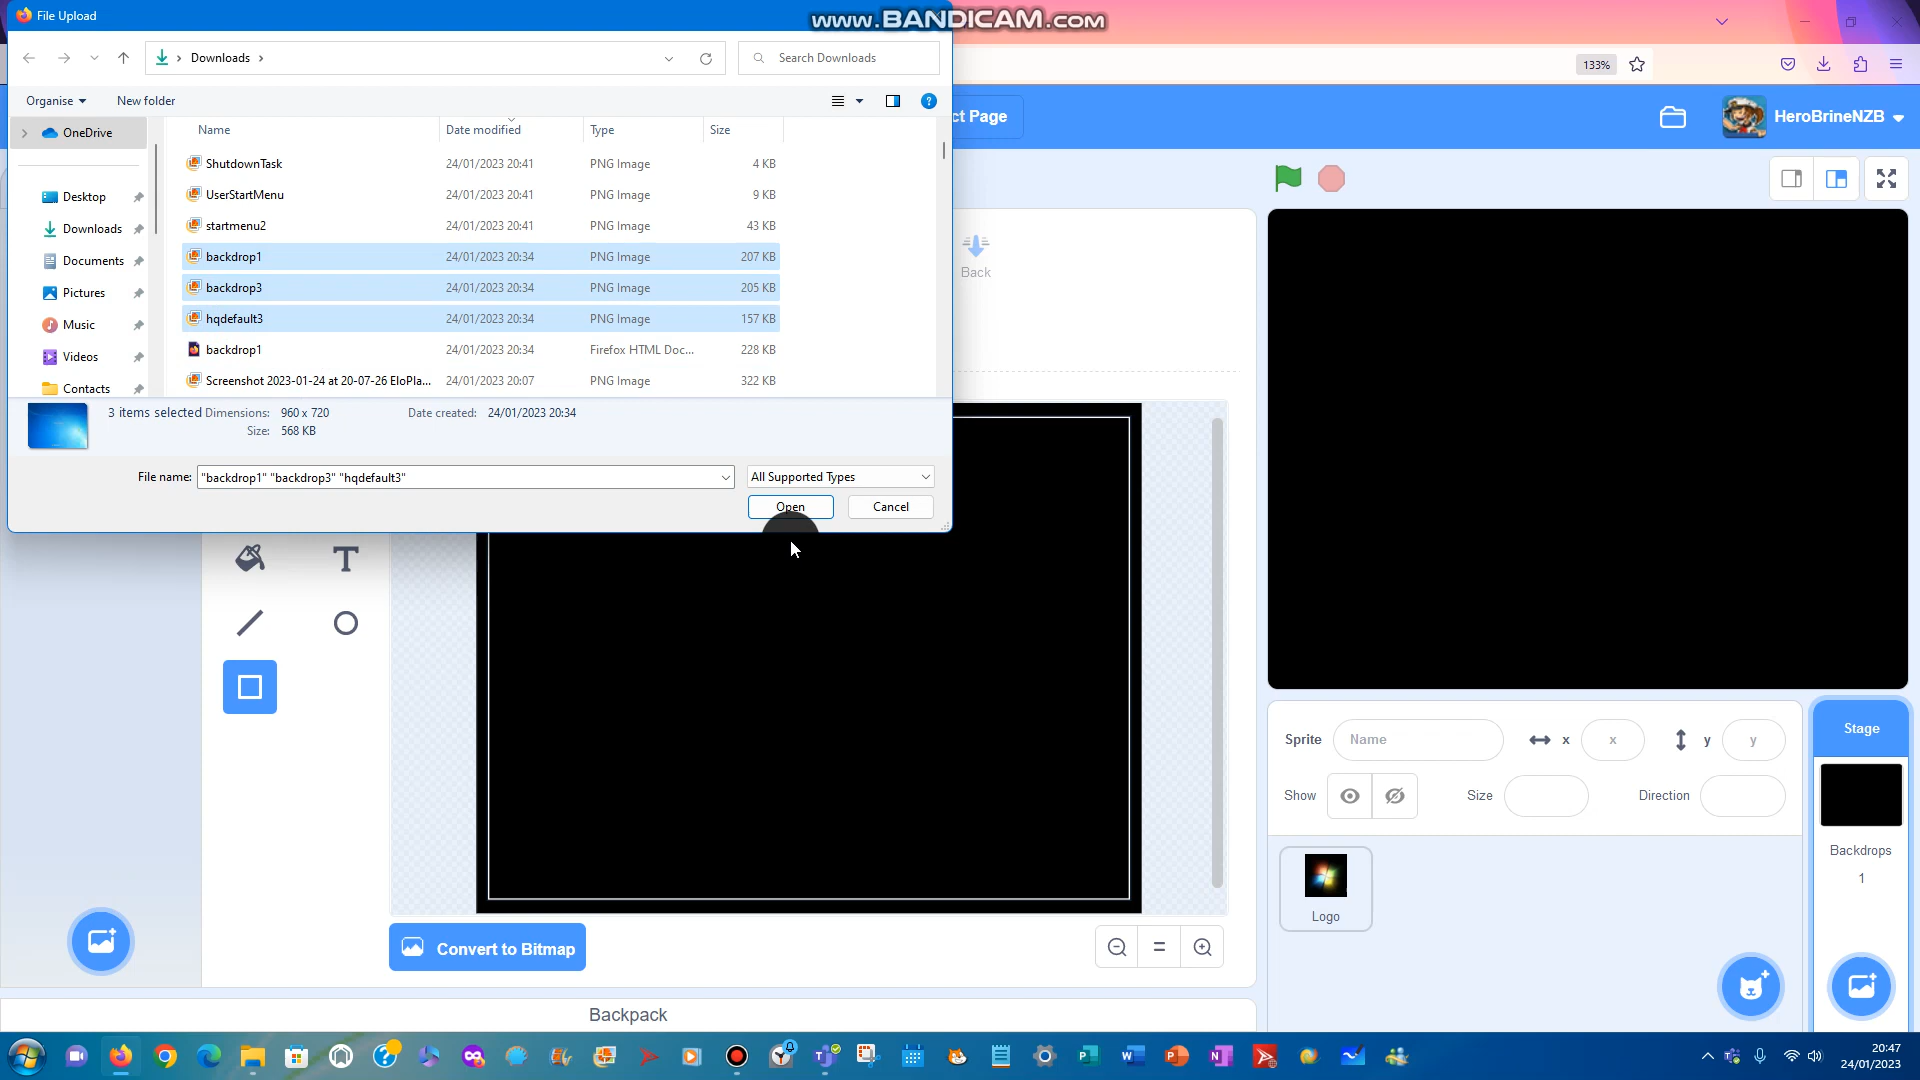 File Upload
www.BANDICAM.com
Downloads
Search Downloads
133%
Organise
New folder
ct Page
HeroBrineNZB
OneDrive
Name
Date modified
Type
Size
ShutdownTask 24/01/2023 20:41 PNG Image 4 KB
UserStartMenu 24/01/2023 20:41 PNG Image 9 KB
startmenu2 24/01/2023 20:41 PNG Image 43 KB
backdrop1 24/01/2023 20:34 PNG Image 207 KB
backdrop3 24/01/2023 20:34 PNG Image 205 KB
hqdefault3 24/01/2023 20:34 PNG Image 157 KB
backdrop1 24/01/2023 20:34 Firefox HTML Doc... 228 KB
Screenshot 2023-01-24 at 20-07-26 EloPla... 24/01/2023 20:07 PNG Image 322 KB
Desktop
Downloads
Documents
Pictures
Music
Videos
Contacts
Back
3 items selected Dimensions: 960 x 720 Date created: 24/01/2023 20:34
Size: 568 KB
File name: "backdrop1" "backdrop3" "hqdefault3"
All Supported Types
Open
Cancel
T
Convert to Bitmap
Backpack
Sprite
Name
x
x
y
y
Show
Size
Direction
Stage
Backdrops
1
Logo
20:47
24/01/2023